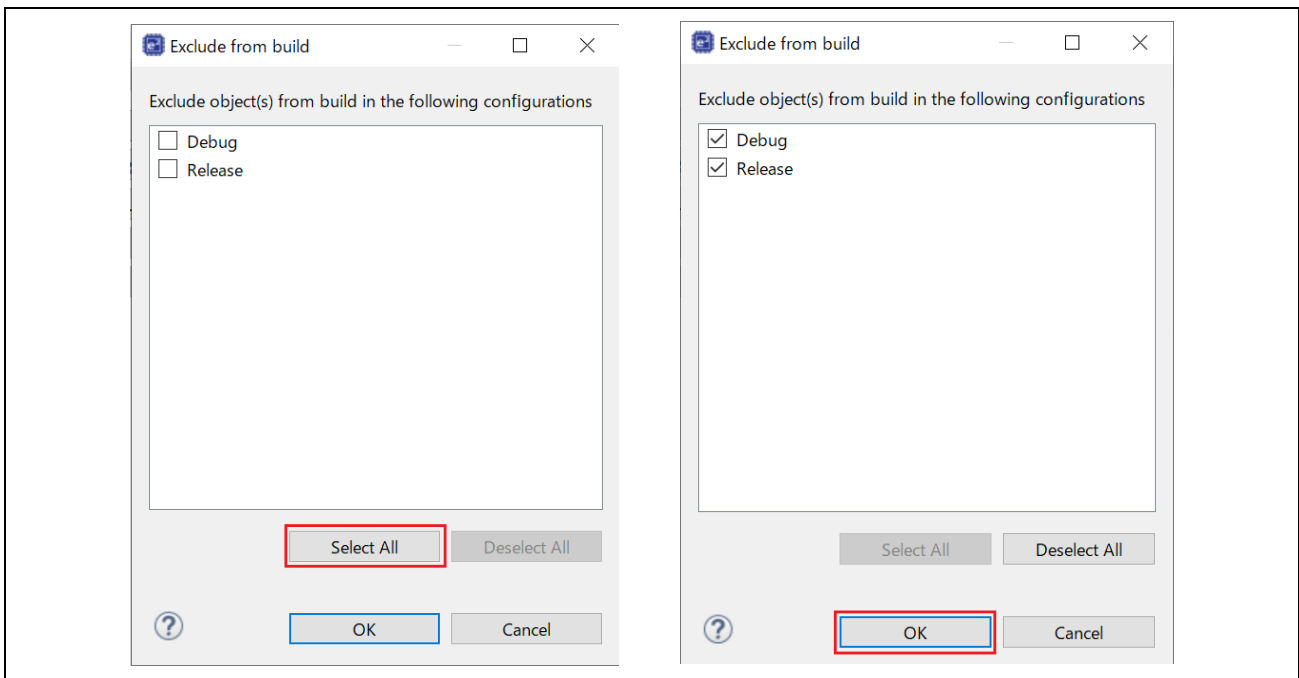 Exclude from build
Exclude object(s) from build in the following configurations
Debug
Release
Select All Deselect All
OK Cancel
Exclude from build
Exclude object(s) from build in the following configurations
Debug
Release
Select All Deselect All
OK Cancel